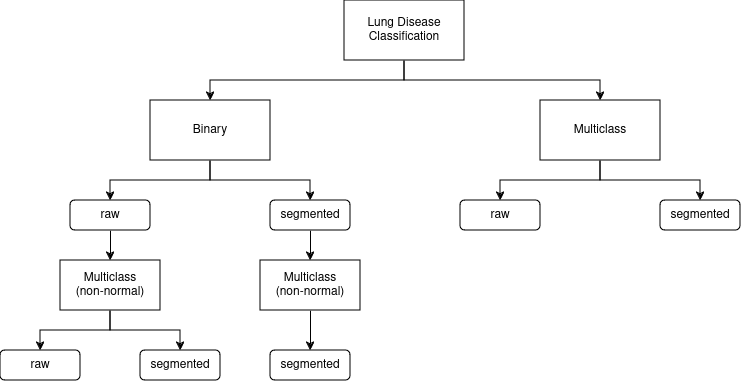 Lung Disease
Classification
Binary
Multiclass
raw
segmented
raw
segmented
Multiclass
(non-normal)
Multiclass
(non-normal)
raw
segmented
segmented